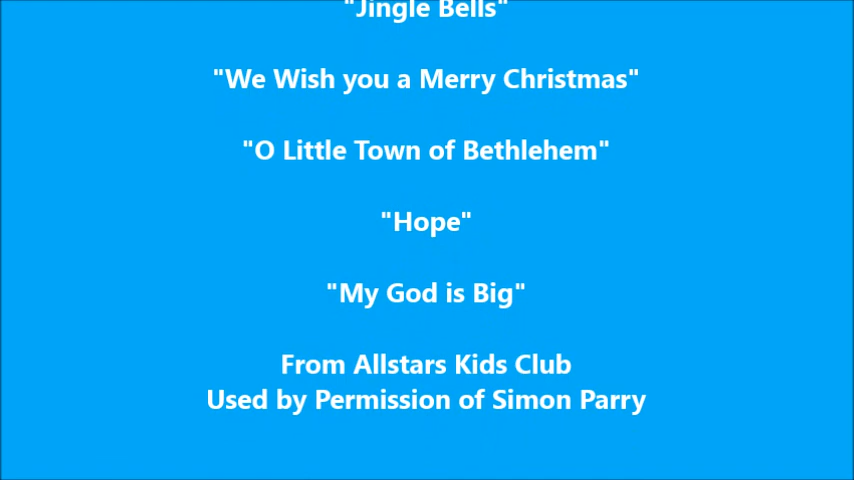 "Jingle Bells"
"We Wish you a Merry Christmas"
"O Little Town of Bethlehem"
"Hope"
"My God is Big"
From Allstars Kids Club
Used by Permission of Simon Parry